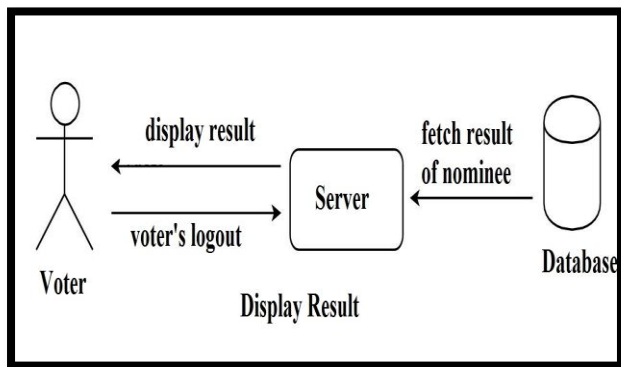 display result
fetch result
of nominee
Server
voter's logout
Voter
Database
Display Result